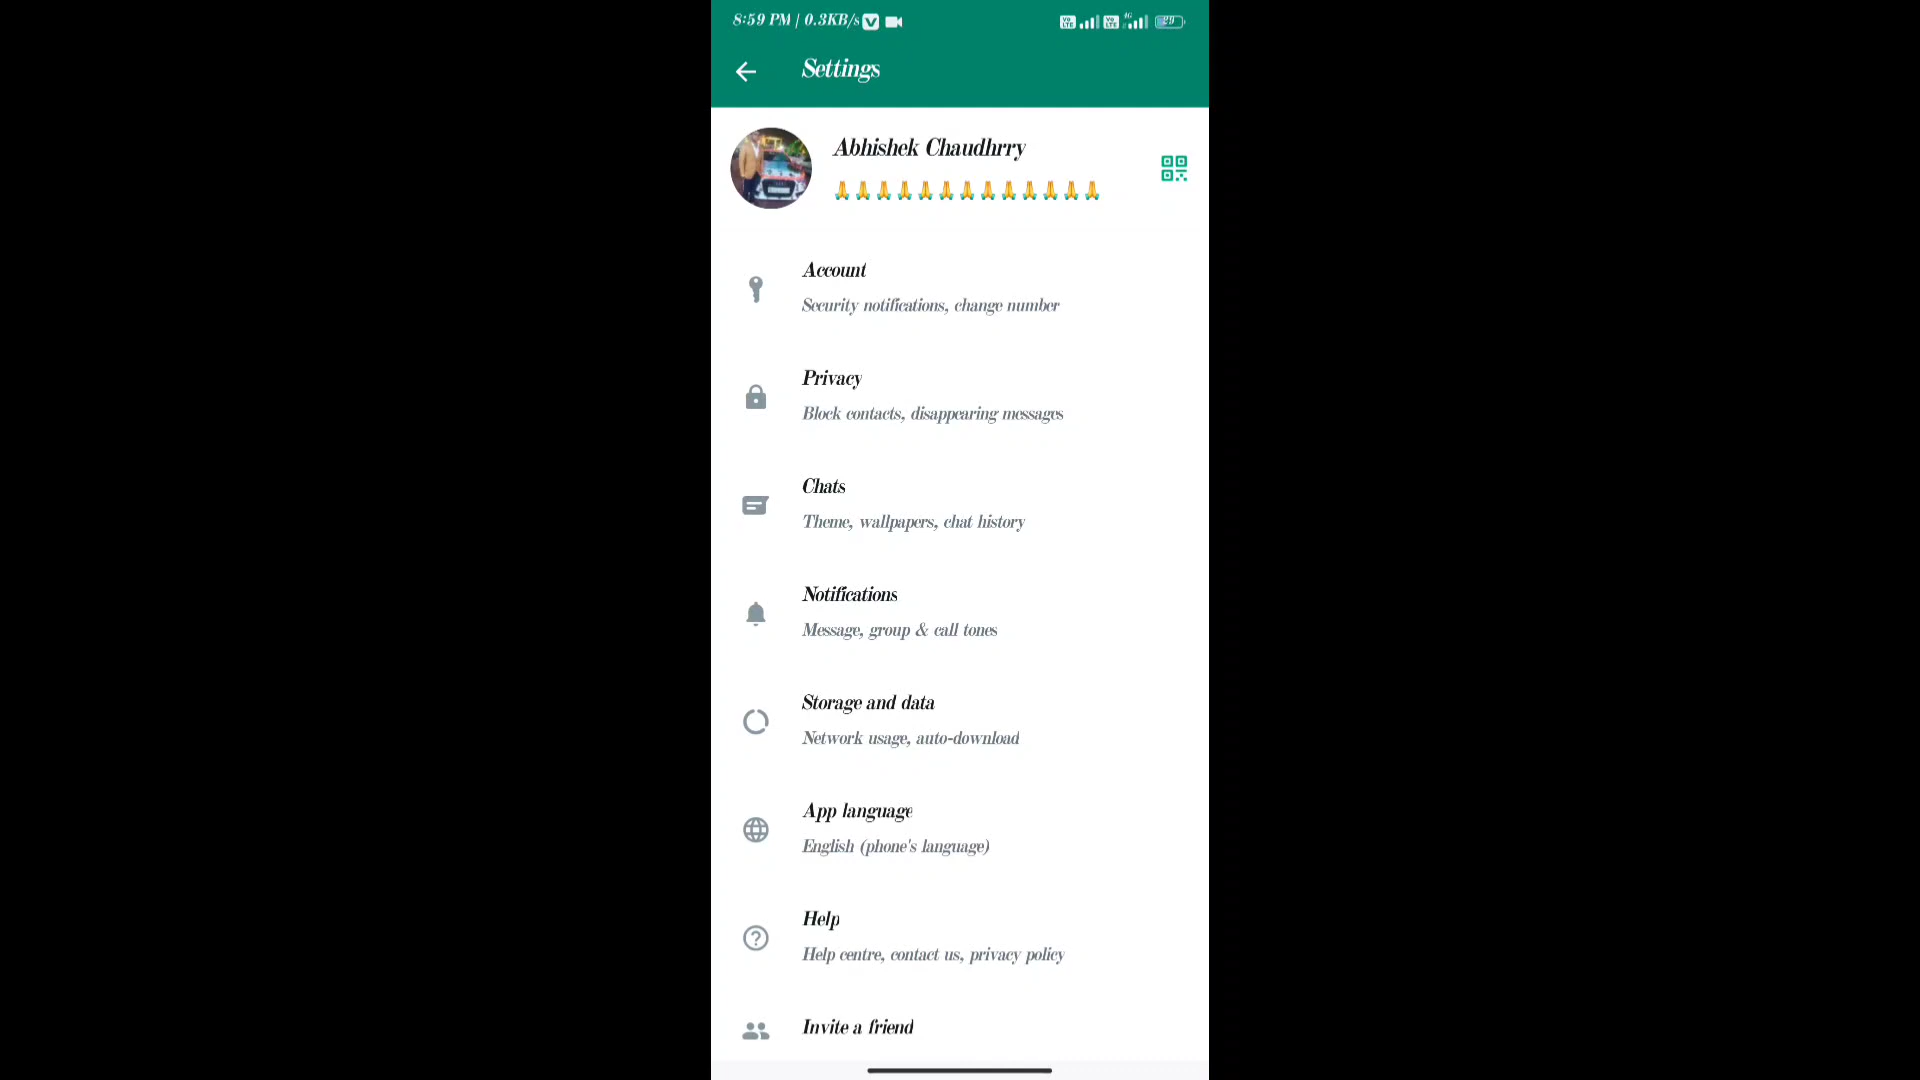 8:59 PM | 0.3KB/s
29
Settings
Abhishek Chaudhrry
🙏🙏🙏🙏🙏🙏🙏🙏🙏🙏🙏🙏🙏
Account
Security notifications, change number
Privacy
Block contacts, disappearing messages
Chats
Theme, wallpapers, chat history
Notifications
Message, group & call tones
Storage and data
Network usage, auto-download
App language
English (phone's language)
Help
Help centre, contact us, privacy policy
Invite a friend